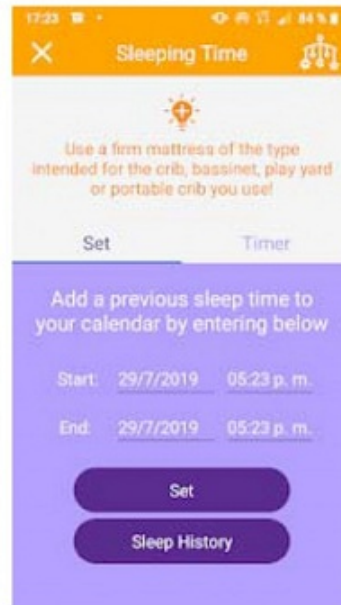 17:23 84 %
Sleeping Time
Use a firm mattress of the type
intended for the crib, bassinet, play yard
or portable crib you use!
Set Timer
Add a previous sleep time to
your calendar by entering below
Start: 29/7/2019 05:23 p. m.
End: 29/7/2019 05:23 p. m.
Set
Sleep History